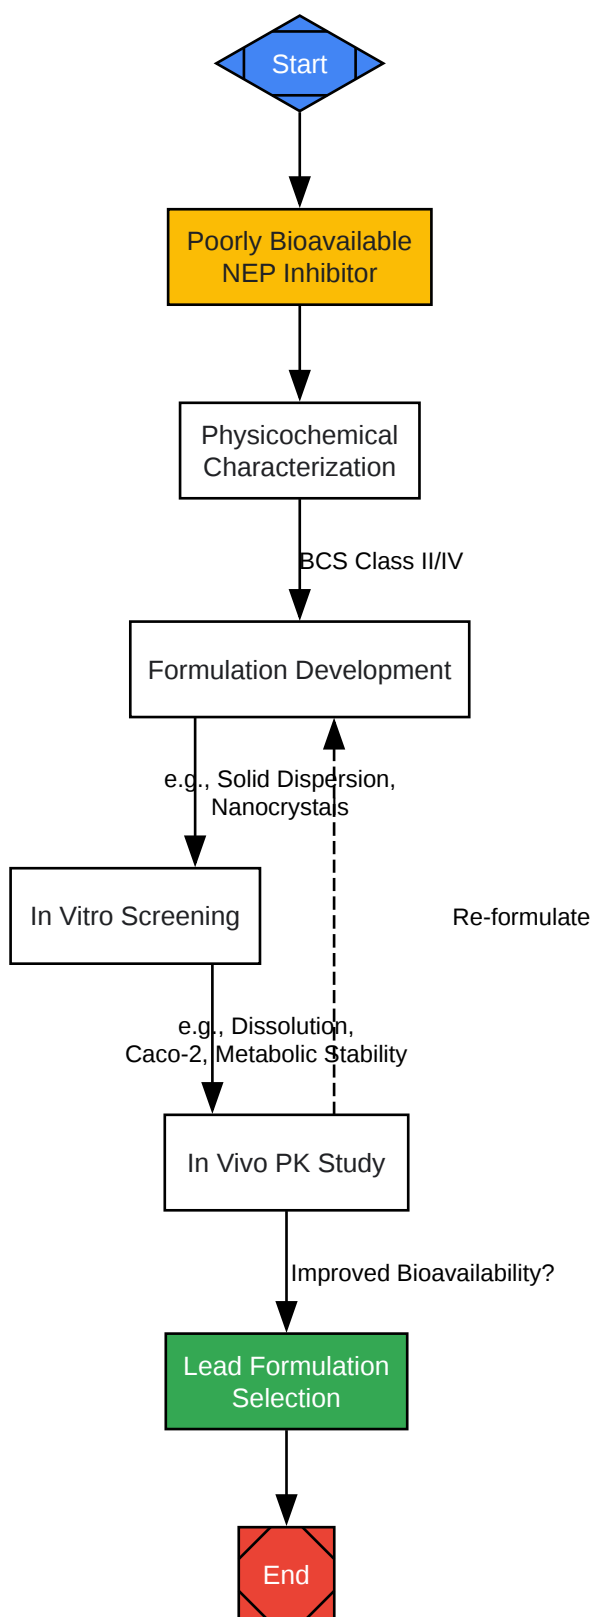 Start
Poorly Bioavailable
NEP Inhibitor
Physicochemical
Characterization
BCS Class II/IV
Formulation Development
e.g., Solid Dispersion,
Nanocrystals
In Vitro Screening
Re-formulate
e.g., Dissolution,
Caco-2, Metabolic Stability
In Vivo PK Study
Improved Bioavailability?
Lead Formulation
Selection
End